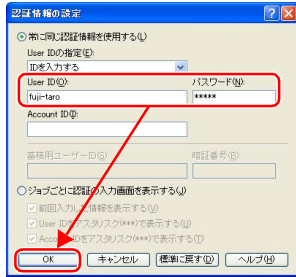 認証情報の設定
常に同じ認証情報を使用する(L)
User IDの指定(E):
IDを入力する
User ID(O): パスワード(N):
fuji-taro *****
Account ID(I):
蓄積用ユーザーID(S): 暗証番号(B):
ジョブごとに認証の入力画面を表示する(J)
前回入力した情報を表示する(V)
User IDをアスタリスク(***)で表示する(U)
Account IDをアスタリスク(***)で表示する(T)
OK キャンセル 標準に戻す(D) ヘルプ(H)